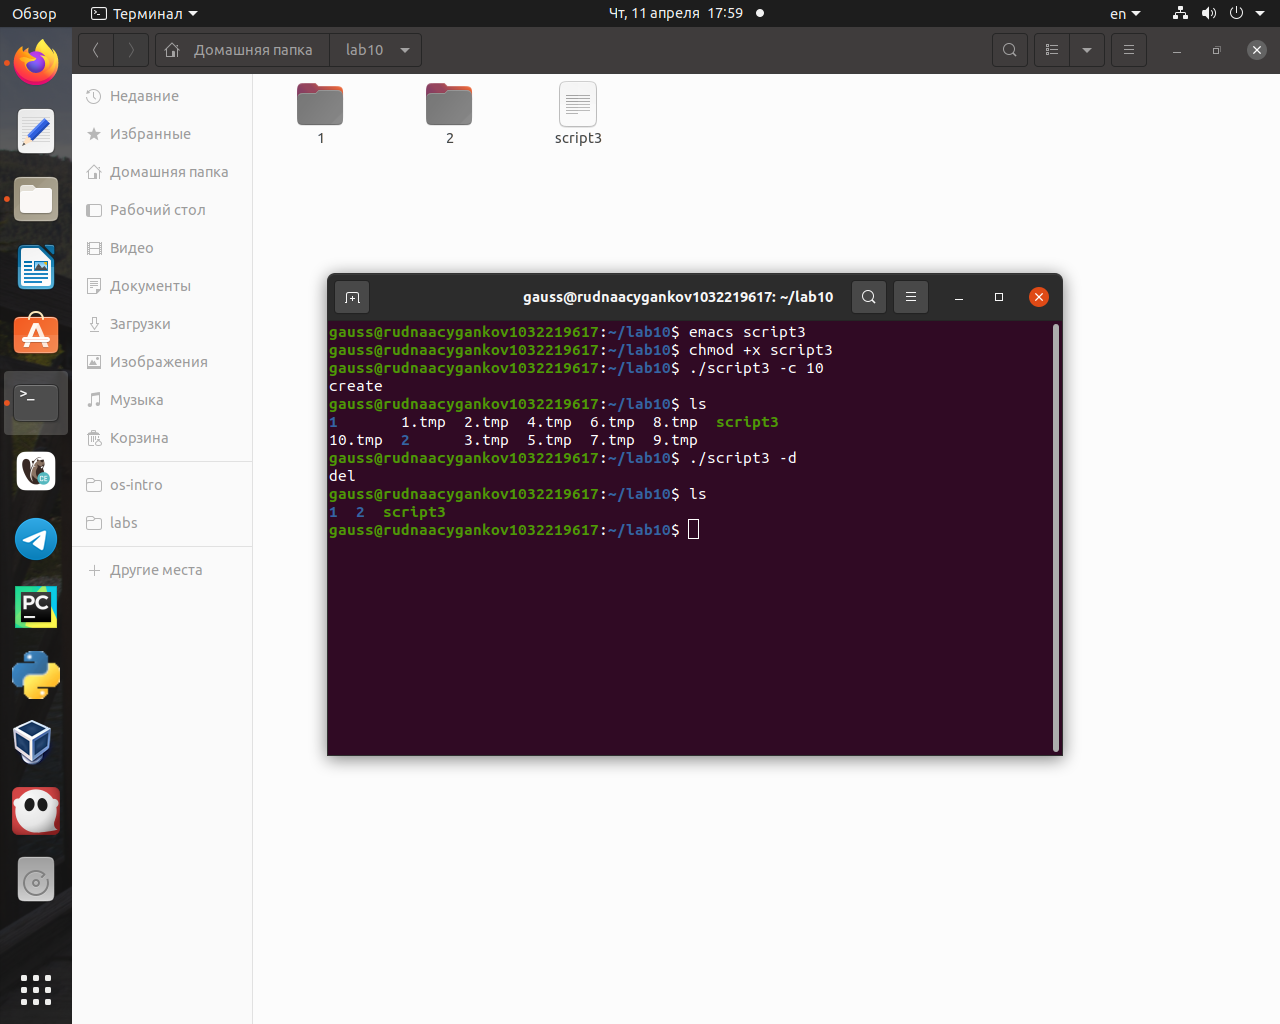 Обзор
Терминал
Чт, 11 апреля 17:59
en
Домашняя папка
lab10
Недавние
Избранные
Домашняя папка
Рабочий стол
Видео
Документы
Загрузки
Изображения
Музыка
Корзина
os-intro
labs
Другие места
1
2
script3
gauss@rudnaacygankov1032219617: ~/lab10
gauss@rudnaacygankov1032219617:~/lab10$ emacs script3
gauss@rudnaacygankov1032219617:~/lab10$ chmod +x script3
gauss@rudnaacygankov1032219617:~/lab10$ ./script3 -c 10
create
gauss@rudnaacygankov1032219617:~/lab10$ ls
1 1.tmp 2.tmp 4.tmp 6.tmp 8.tmp script3
10.tmp 2 3.tmp 5.tmp 7.tmp 9.tmp
gauss@rudnaacygankov1032219617:~/lab10$ ./script3 -d
del
gauss@rudnaacygankov1032219617:~/lab10$ ls
1 2 script3
gauss@rudnaacygankov1032219617:~/lab10$
>_
CE
PC